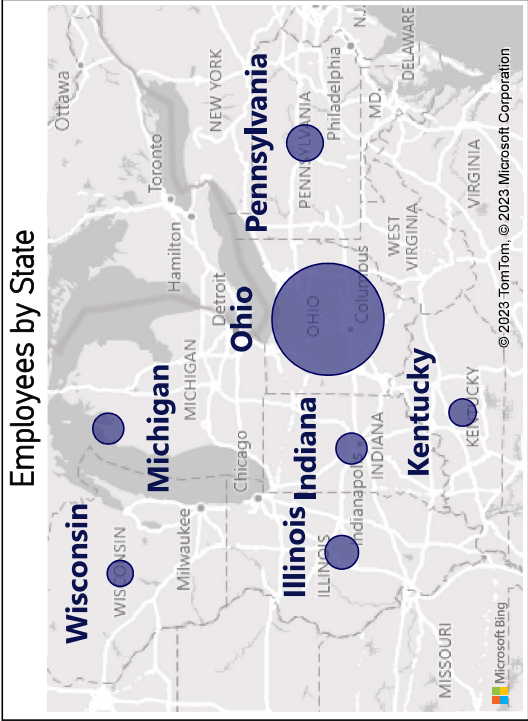 Employees by State
Ottawa
Toronto
Hamilton
NEW YORK
Wisconsin
WISCONSIN
Michigan
MICHIGAN
Detroit
Milwaukee
Chicago
Ohio
OHIO
Columbus
Pennsylvania
PENNSYLVANIA
Philadelphia
N.J.
MD.
DELAWARE
Illinois
ILLINOIS
Indiana
Indianapolis
INDIANA
WEST
VIRGINIA
VIRGINIA
Kentucky
KENTUCKY
MISSOURI
Microsoft Bing
© 2023 TomTom, © 2023 Microsoft Corporation